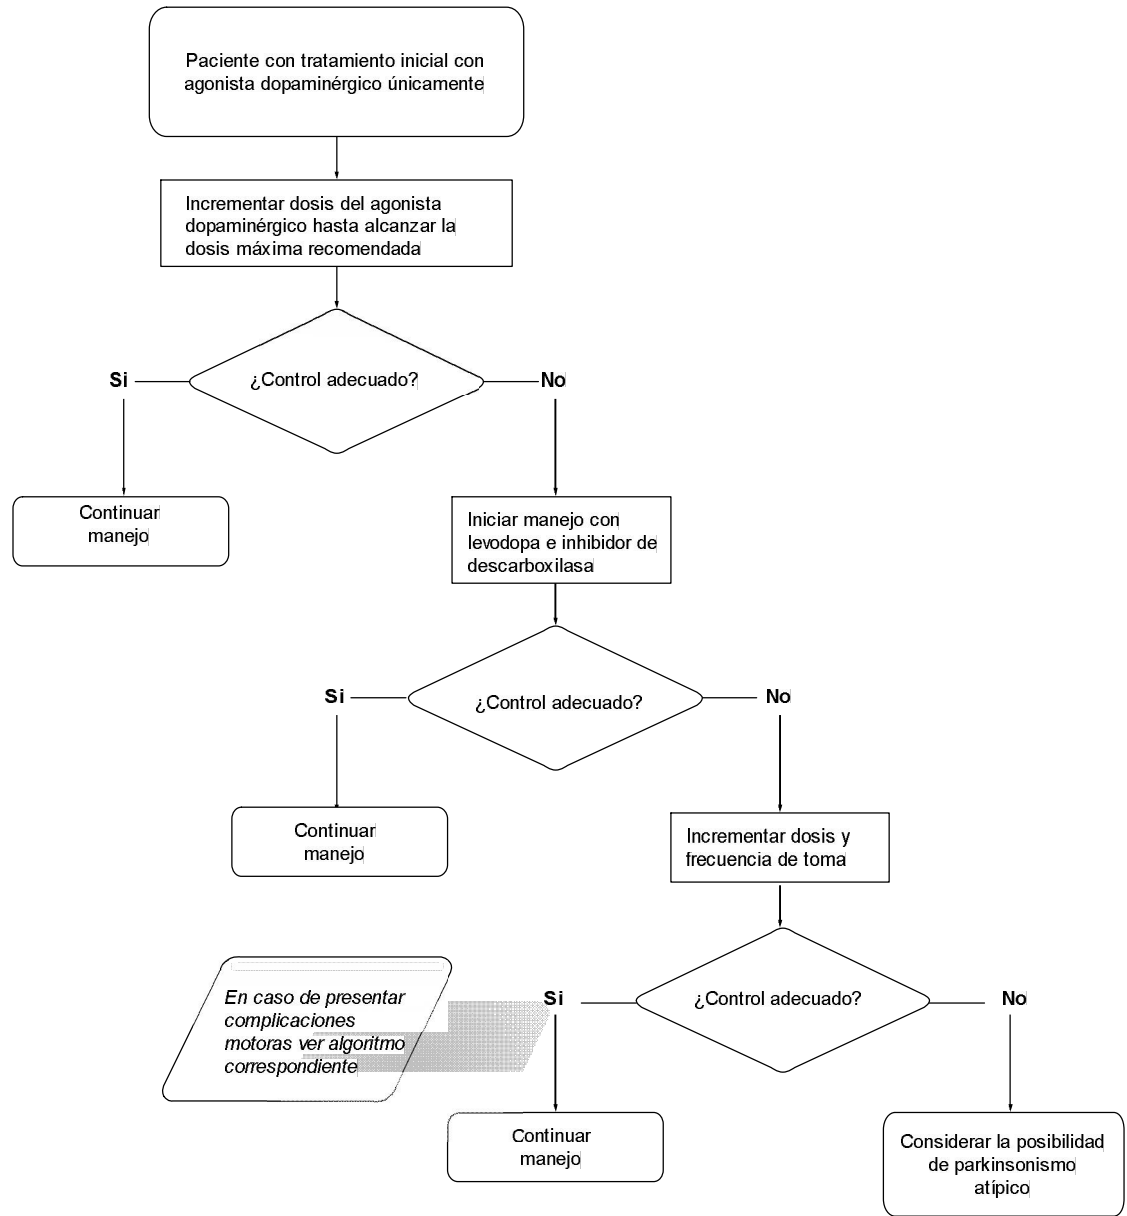 Paciente con tratamiento inicial con
agonista dopaminérgico únicamente
Incrementar dosis del agonista
dopaminérgico hasta alcanzar la
dosis máxima recomendada
Si
¿Control adecuado?
No
Continuar
manejo
Iniciar manejo con
levodopa e inhibidor de
descarboxilasa
Si
¿Control adecuado?
No
Continuar
manejo
Incrementar dosis y
frecuencia de toma
En caso de presentar
complicaciones
motoras ver algoritmo
correspondiente
Si
¿Control adecuado?
No
Continuar
manejo
Considerar la posibilidad
de parkinsonismo
atípico